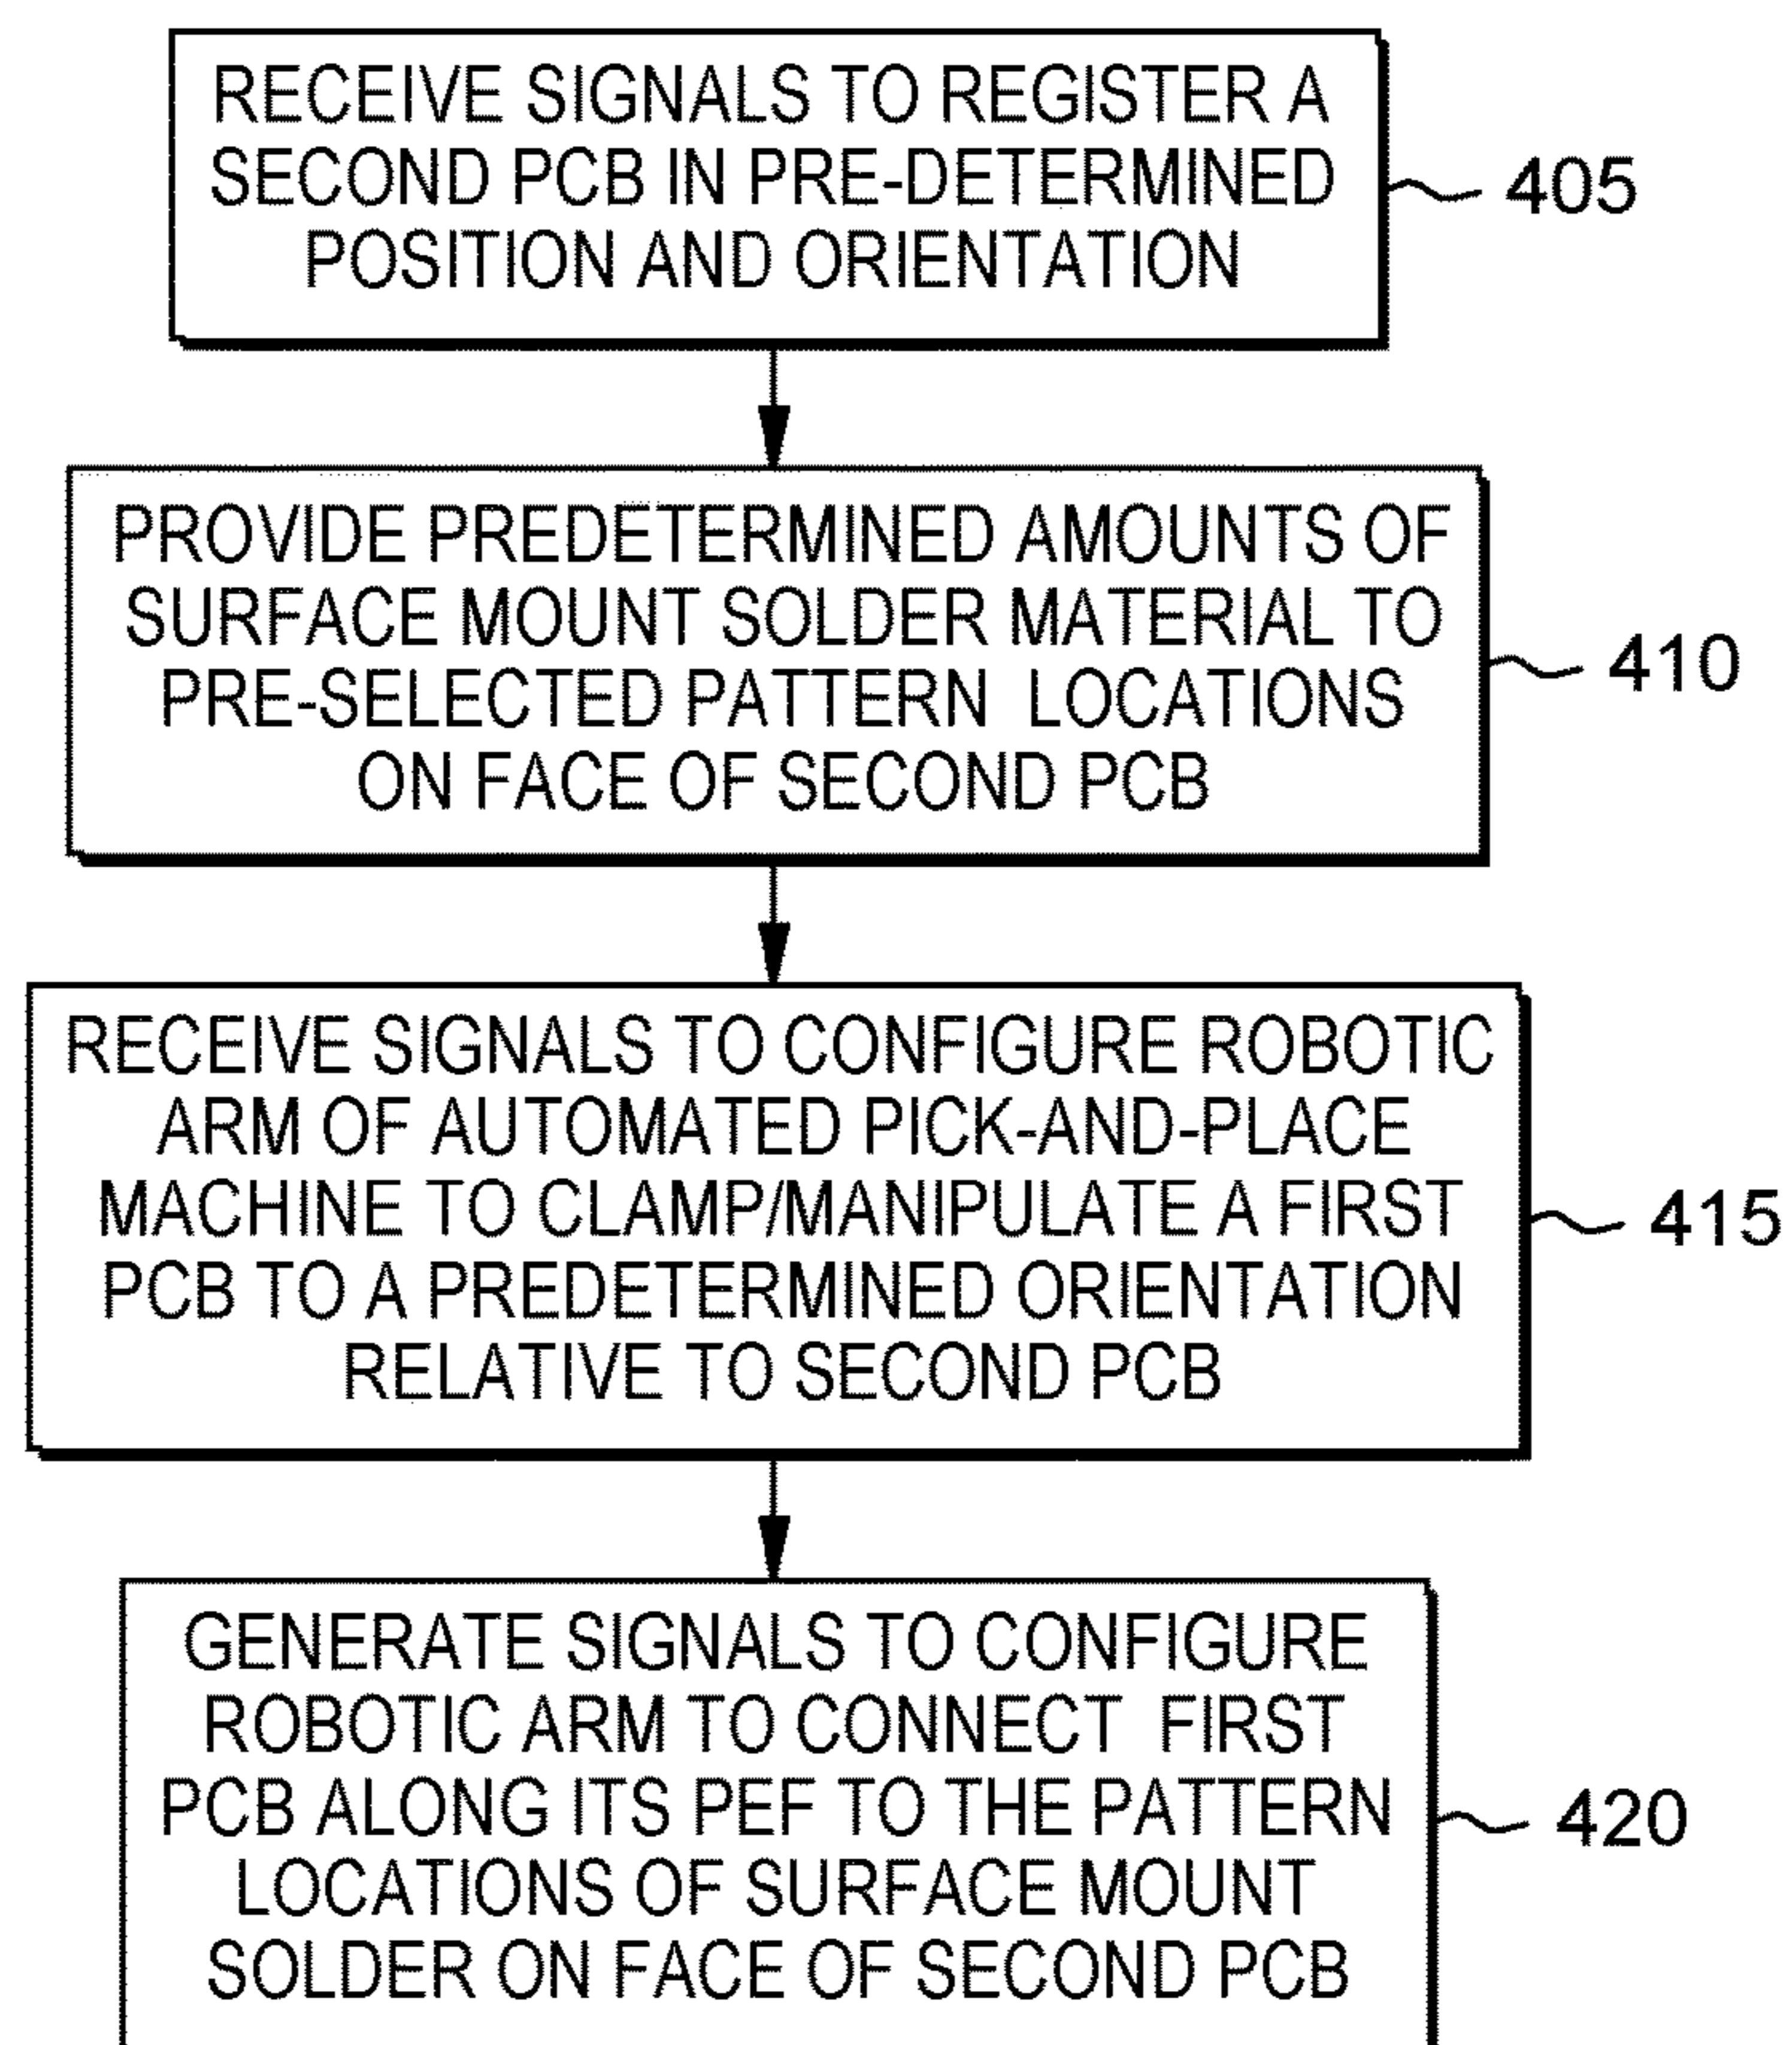 RECEIVE SIGNALS TO REGISTER A
SECOND PCB IN PRE-DETERMINED
POSITION AND ORIENTATION
405
PROVIDE PREDETERMINED AMOUNTS OF
SURFACE MOUNT SOLDER MATERIAL TO
PRE-SELECTED PATTERN LOCATIONS
ON FACE OF SECOND PCB
410
RECEIVE SIGNALS TO CONFIGURE ROBOTIC
ARM OF AUTOMATED PICK-AND-PLACE
MACHINE TO CLAMP/MANIPULATE A FIRST
PCB TO A PREDETERMINED ORIENTATION
RELATIVE TO SECOND PCB
415
GENERATE SIGNALS TO CONFIGURE
ROBOTIC ARM TO CONNECT FIRST
PCB ALONG ITS PEF TO THE PATTERN
LOCATIONS OF SURFACE MOUNT
SOLDER ON FACE OF SECOND PCB
420